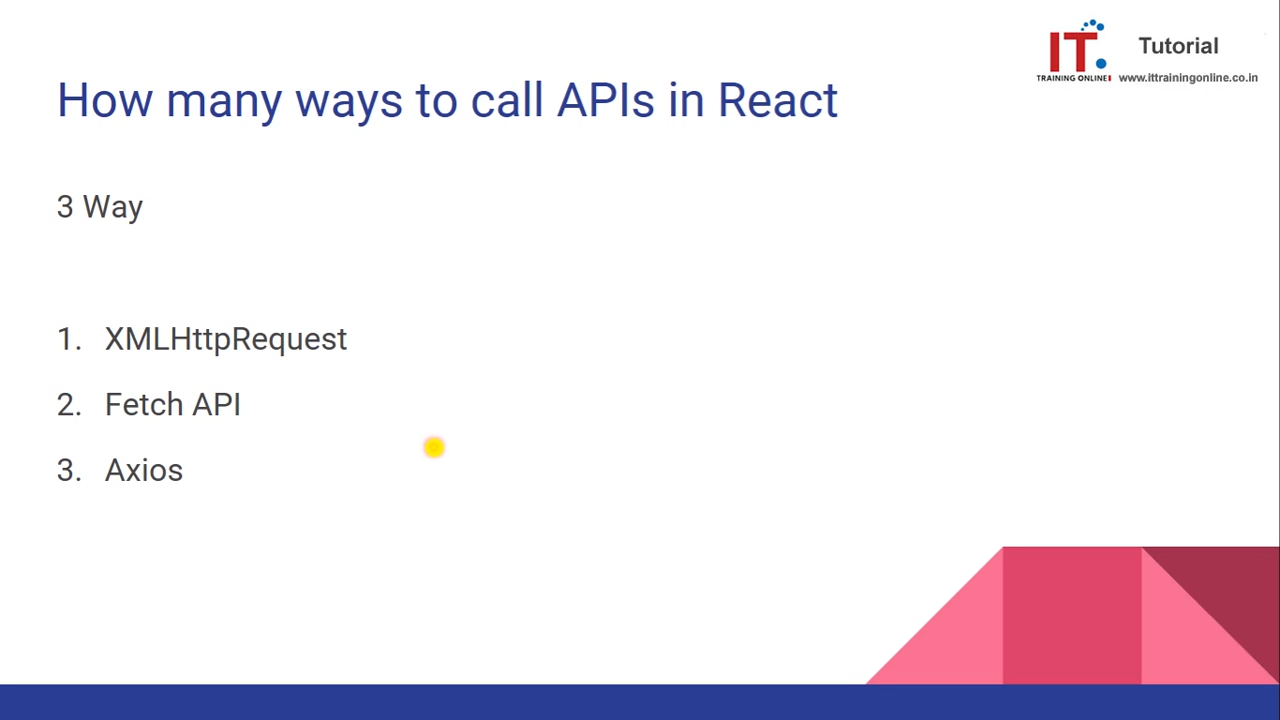 IT.
Tutorial
TRAINING ONLINE
www.ittrainingonline.co.in
How many ways to call APIs in React
3 Way
1. XMLHttpRequest
2. Fetch API
3. Axios